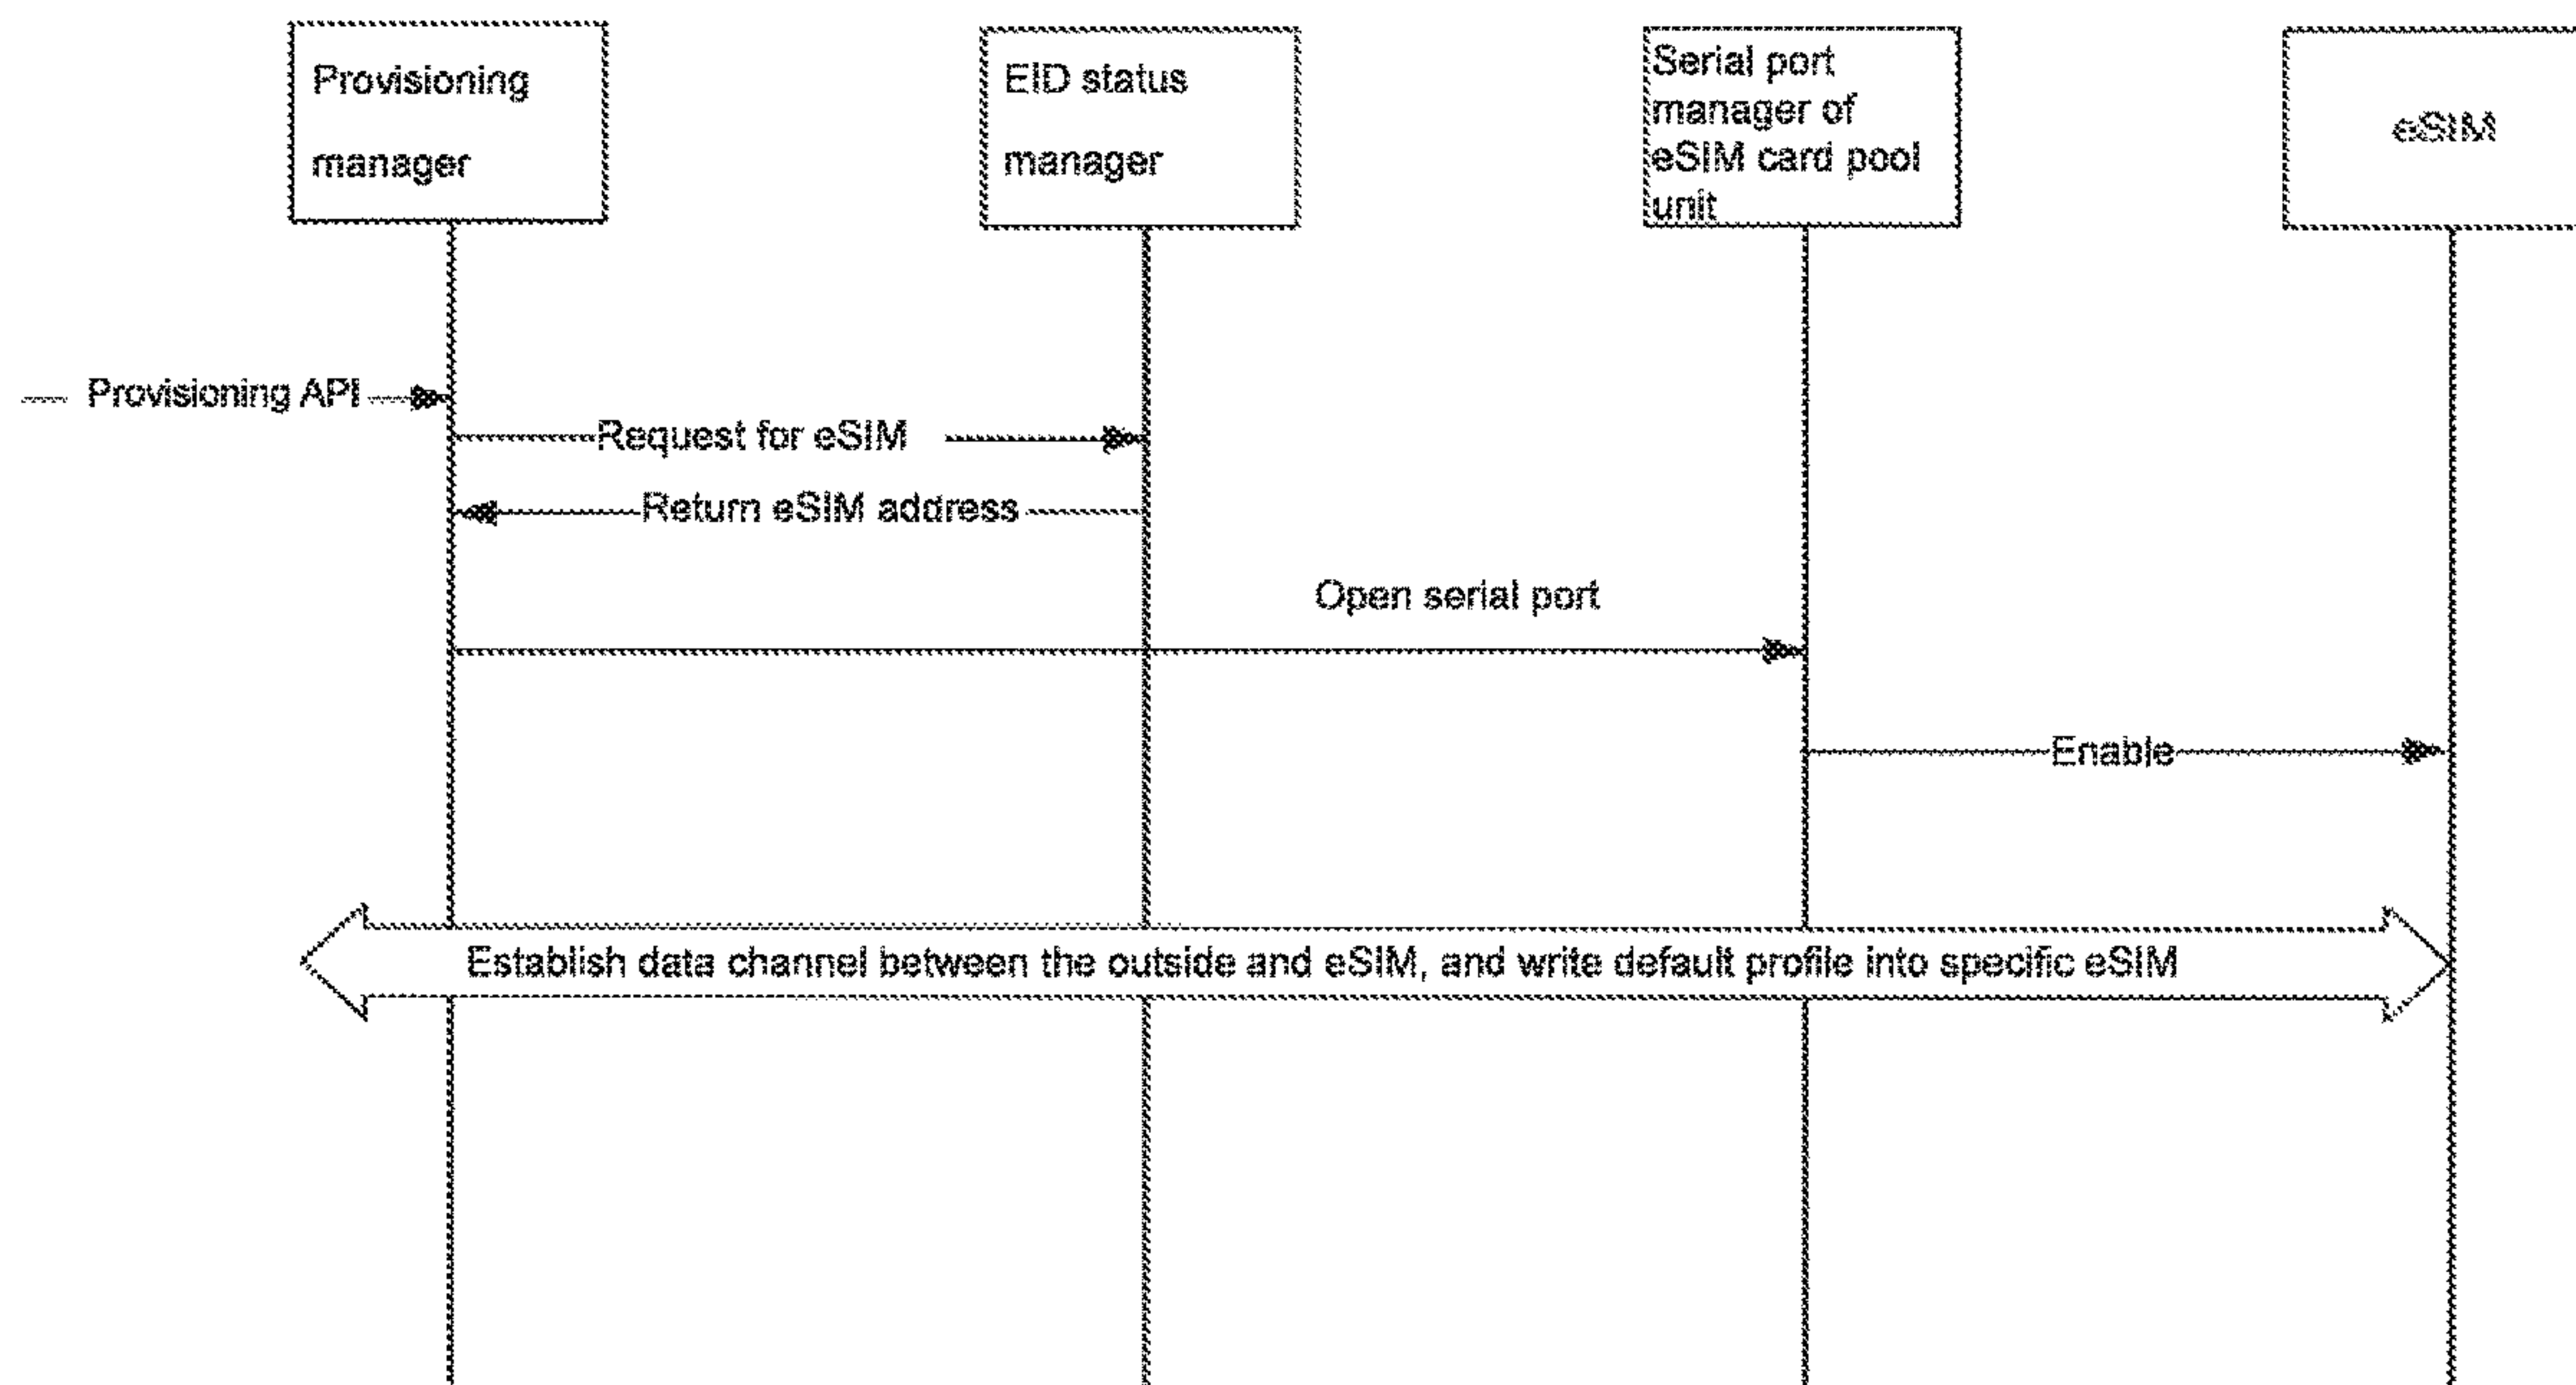 Provisioning
manager
EID status
manager
Serial port
manager of
eSIM card pool
unit
eSIM
Provisioning API
Request for eSIM
Return eSIM address
Open serial port
Enable
Establish data channel between the outside and eSIM, and write default profile into specific eSIM